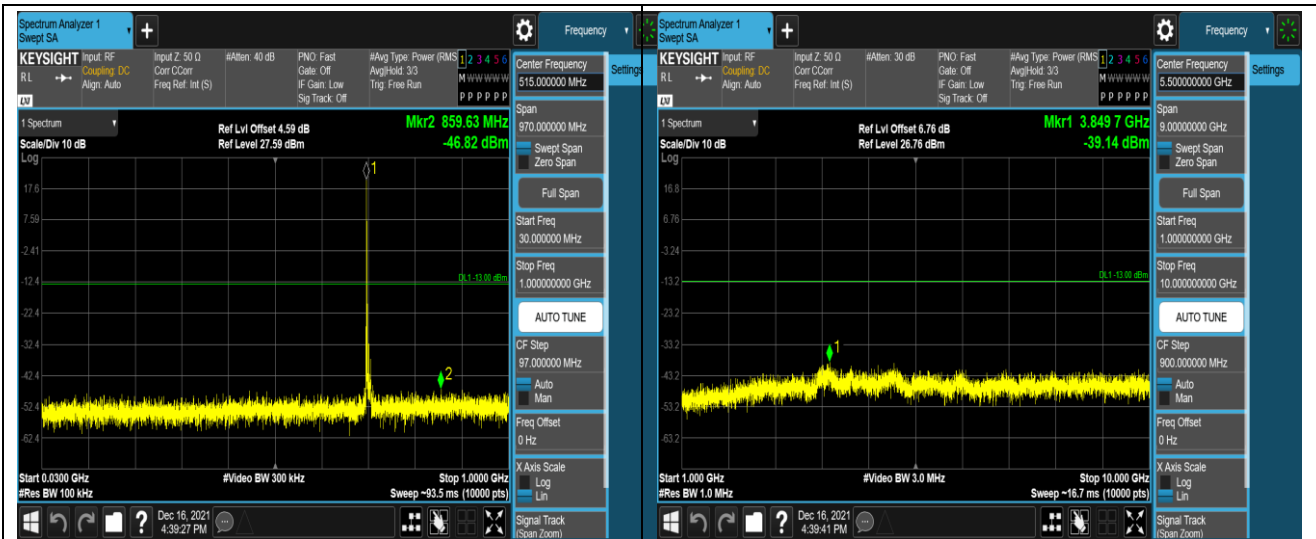 Spectrum Analyzer 1
Swept SA
+
Frequency
KEYSIGHT
RL
LXI
Input: RF
Coupling: DC
Align: Auto
Input Z: 50 Ω
Corr CCorr
Freq Ref: Int (S)
#Atten: 40 dB
PNO: Fast
Gate: Off
IF Gain: Low
Sig Track: Off
#Avg Type: Power (RMS
Avg|Hold: 3/3
Trig: Free Run
1 2 3 4 5 6
M W W W W W
P P P P P P
Center Frequency
515.000000 MHz
Settings
1 Spectrum
Scale/Div 10 dB
Log
Ref Lvl Offset 4.59 dB
Ref Level 27.59 dBm
Mkr2 859.63 MHz
-46.82 dBm
Span
970.000000 MHz
Swept Span
Zero Span
Full Span
Start Freq
30.000000 MHz
Stop Freq
1.000000000 GHz
AUTO TUNE
CF Step
97.000000 MHz
Auto
Man
Freq Offset
0 Hz
X Axis Scale
Log
Lin
Signal Track
(Span Zoom)
1
17.6
7.59
-2.41
DL1 -13.00 dBm
-12.4
-22.4
-32.4
-42.4
2
-52.4
-62.4
Start 0.0300 GHz
#Res BW 100 kHz
#Video BW 300 kHz
Stop 1.0000 GHz
Sweep ~93.5 ms (10000 pts)
?
Dec 16, 2021
4:39:27 PM
Spectrum Analyzer 1
Swept SA
+
Frequency
KEYSIGHT
RL
LXI
Input: RF
Coupling: DC
Align: Auto
Input Z: 50 Ω
Corr CCorr
Freq Ref: Int (S)
#Atten: 30 dB
PNO: Fast
Gate: Off
IF Gain: Low
Sig Track: Off
#Avg Type: Power (RMS
Avg|Hold: 3/3
Trig: Free Run
1 2 3 4 5 6
M W W W W W
P P P P P P
Center Frequency
5.500000000 GHz
Settings
1 Spectrum
Scale/Div 10 dB
Log
Ref Lvl Offset 6.76 dB
Ref Level 26.76 dBm
Mkr1 3.849 7 GHz
-39.14 dBm
Span
9.00000000 GHz
Swept Span
Zero Span
Full Span
Start Freq
1.000000000 GHz
Stop Freq
10.000000000 GHz
AUTO TUNE
CF Step
900.000000 MHz
Auto
Man
Freq Offset
0 Hz
X Axis Scale
Log
Lin
Signal Track
(Span Zoom)
16.8
6.76
-3.24
DL1 -13.00 dBm
-13.2
-23.2
-33.2
1
-43.2
-53.2
-63.2
Start 1.000 GHz
#Res BW 1.0 MHz
#Video BW 3.0 MHz
Stop 10.000 GHz
Sweep ~16.7 ms (10000 pts)
?
Dec 16, 2021
4:39:41 PM